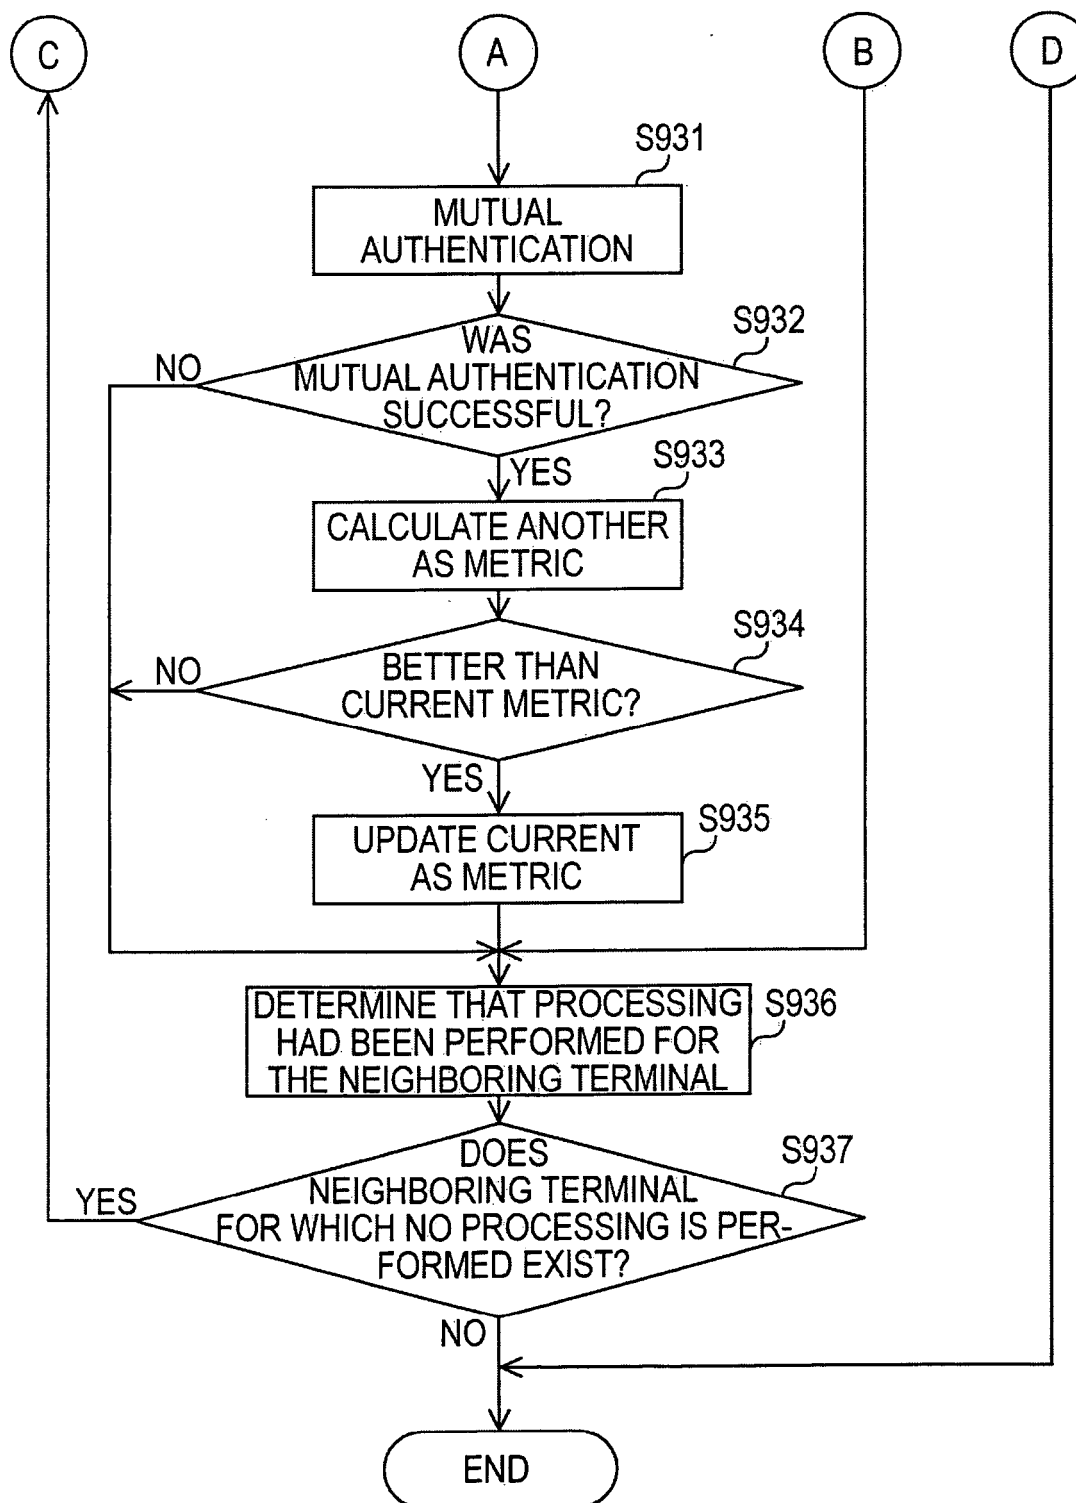 C
A
B
D
S931
MUTUAL
AUTHENTICATION
S932
WAS
MUTUAL AUTHENTICATION
SUCCESSFUL?
NO
YES
S933
CALCULATE ANOTHER
AS METRIC
S934
BETTER THAN
CURRENT METRIC?
NO
YES
S935
UPDATE CURRENT
AS METRIC
S936
DETERMINE THAT PROCESSING
HAD BEEN PERFORMED FOR
THE NEIGHBORING TERMINAL
S937
DOES
NEIGHBORING TERMINAL
FOR WHICH NO PROCESSING IS PER-
FORMED EXIST?
YES
NO
END